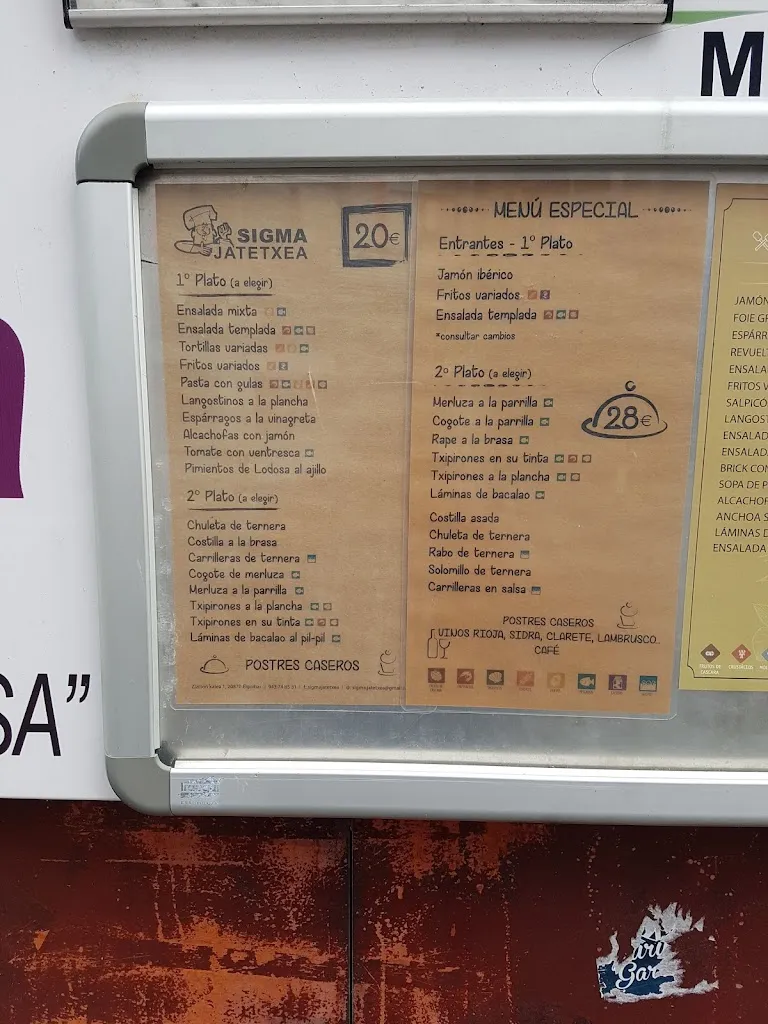 M
SA”
SIGMA
JATETXEA
20€
1º Plato (a elegir)
Ensalada mixta
Ensalada templada
Tortillas variadas
Fritos variados
Pasta con gulas
Langostinos a la plancha
Espárragos a la vinagreta
Alcachofas con jamón
Tomate con ventresca
Pimientos de Lodosa al ajillo
2º Plato (a elegir)
Chuleta de ternera
Costilla a la brasa
Carrilleras de ternera
Cogote de merluza
Merluza a la parrilla
Txipirones a la plancha
Txipirones en su tinta
Láminas de bacalao al pil-pil
POSTRES CASEROS
MENÚ ESPECIAL
Entrantes - 1º Plato
Jamón ibérico
Fritos variados
Ensalada templada
*consultar cambios
2º Plato (a elegir)
28€
Merluza a la parrilla
Cogote a la parrilla
Rape a la brasa
Txipirones en su tinta
Txipirones a la plancha
Láminas de bacalao
Costilla asada
Chuleta de ternera
Rabo de ternera
Solomillo de ternera
Carrilleras en salsa
POSTRES CASEROS
VINOS RIOJA, SIDRA, CLARETE, LAMBRUSCO
CAFÉ
JAMÓN
FOIE GR
ESPÁRR
REVUELT
ENSALA
FRITOS V
SALPICÓ
LANGOST
ENSALAD
ENSALAD
BRICK CON
SOPA DE P
ALCACHOF
ANCHOA S
LÁMINAS D
ENSALADA
FRUTOS DE
CÁSCARA
CRUSTÁCEOS
Gar